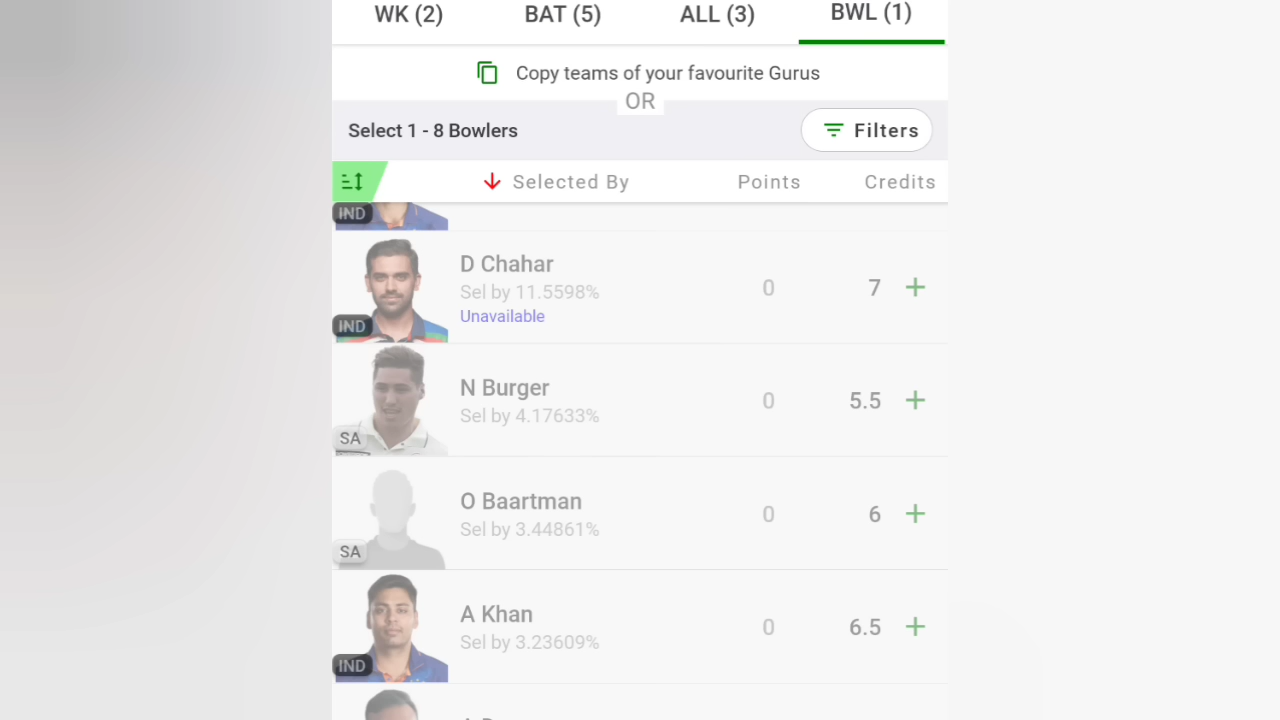 WK (2) BAT (5) ALL (3) BWL (1)
Copy teams of your favourite Gurus
OR
Select 1 - 8 Bowlers Filters
Selected By Points Credits
IND
D Chahar
Sel by 11.5598% 0 7 +
Unavailable
IND
N Burger
Sel by 4.17633% 0 5.5 +
SA
O Baartman
Sel by 3.44861% 0 6 +
SA
A Khan
Sel by 3.23609% 0 6.5 +
IND